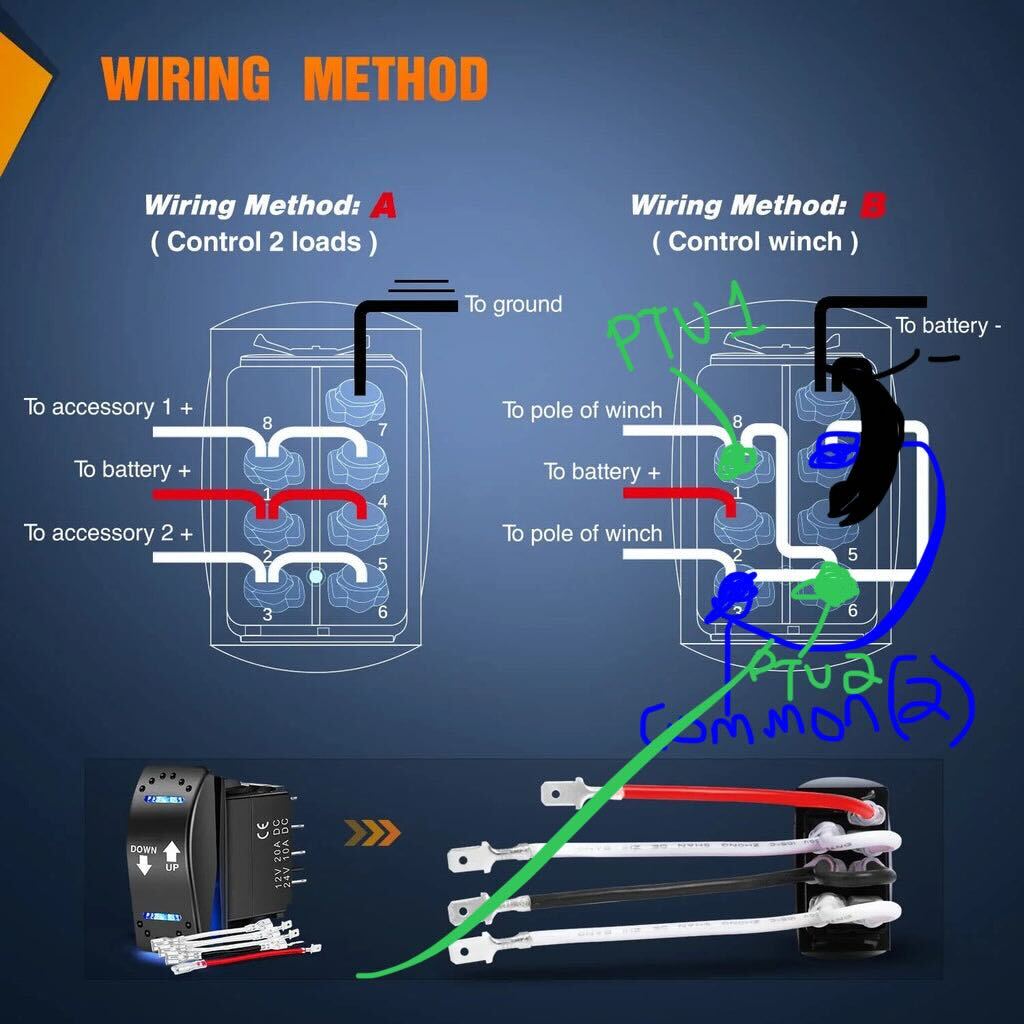 WIRING METHOD
Wiring Method: A
( Control 2 loads )
To ground
To accessory 1 +
8
7
To battery +
1
4
To accessory 2 +
2
5
3
6
Wiring Method: B
( Control winch )
PTU 1
To battery -
To pole of winch
8
To battery +
1
To pole of winch
2
5
3
6
PTU 2
Common (2)
DOWN
UP
CE
12V 20A DC
24V 10A DC